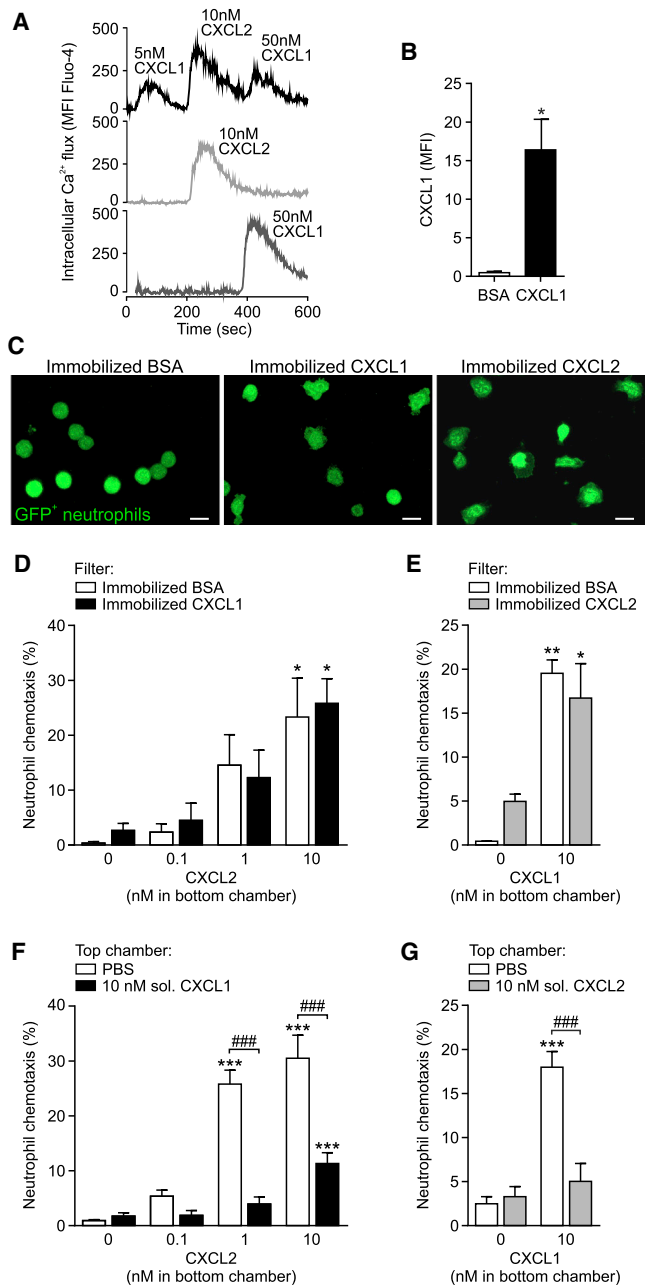 A
Intracellular Ca²⁺ flux (MFI Fluo-4)
500
250
0
5nM
CXCL1
10nM
CXCL2
50nM
CXCL1
500
250
0
10nM
CXCL2
500
250
0
50nM
CXCL1
0 200 400 600
Time (sec)
B
CXCL1 (MFI)
25
20
15
10
5
0
*
BSA CXCL1
C
Immobilized BSA Immobilized CXCL1 Immobilized CXCL2
GFP⁺ neutrophils
D
Filter:
Immobilized BSA
Immobilized CXCL1
Neutrophil chemotaxis (%)
40
30
20
10
0
* *
0 0.1 1 10
CXCL2
(nM in bottom chamber)
E
Filter:
Immobilized BSA
Immobilized CXCL2
Neutrophil chemotaxis (%)
25
20
15
10
5
0
** *
0 10
CXCL1
(nM in bottom chamber)
F
Top chamber:
PBS
10 nM sol. CXCL1
Neutrophil chemotaxis (%)
40
30
20
10
0
### ###
*** *** ***
0 0.1 1 10
CXCL2
(nM in bottom chamber)
G
Top chamber:
PBS
10 nM sol. CXCL2
Neutrophil chemotaxis (%)
25
20
15
10
5
0
###
***
0 10
CXCL1
(nM in bottom chamber)